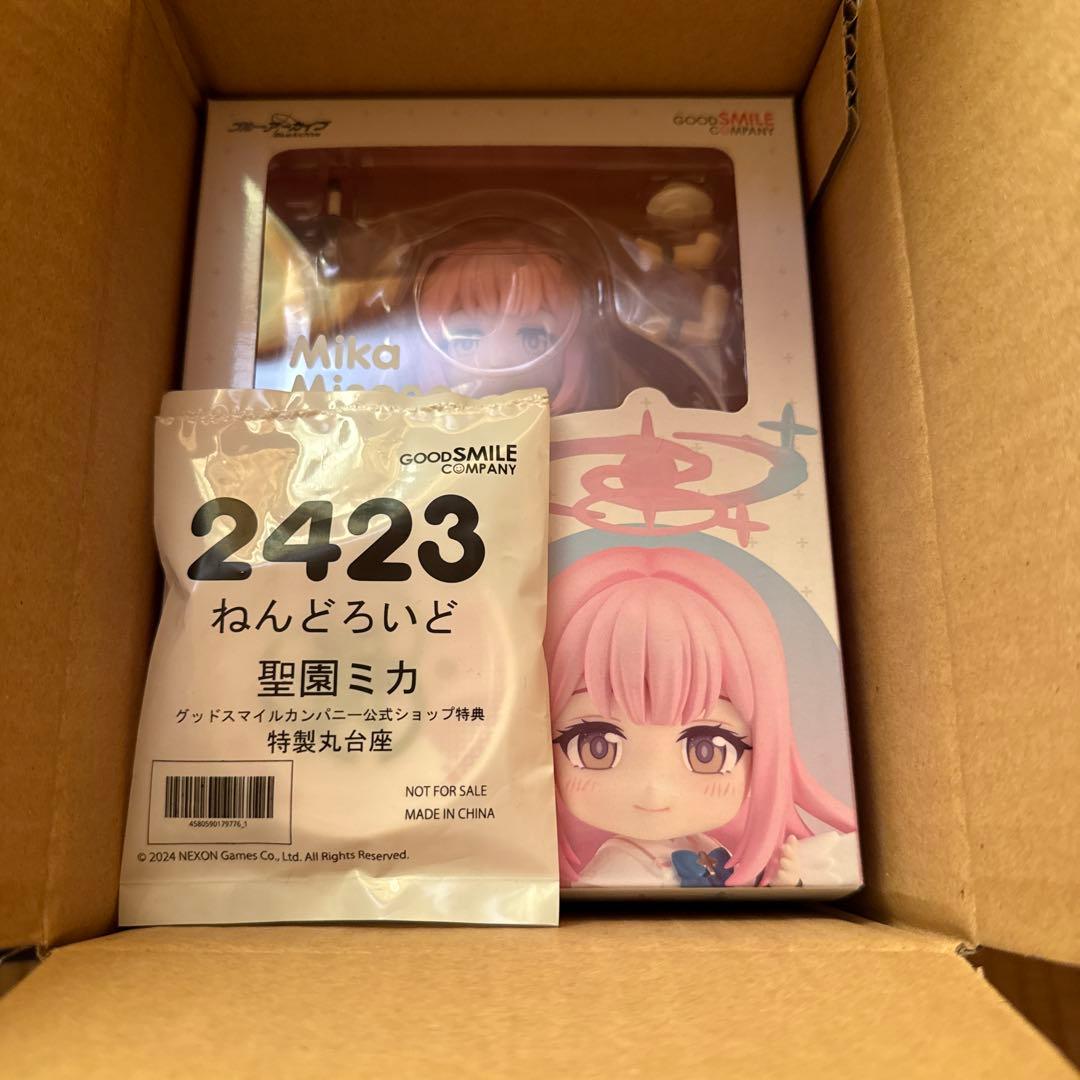 ブルーアーカイブ
GOOD SMILE
COMPANY
Mika
GOOD SMILE
COMPANY
2423
ねんどろいど
聖園ミカ
グッドスマイルカンパニー公式ショップ特典
特製丸台座
NOT FOR SALE
MADE IN CHINA
4580590179776_1
© 2024 NEXON Games Co., Ltd. All Rights Reserved.